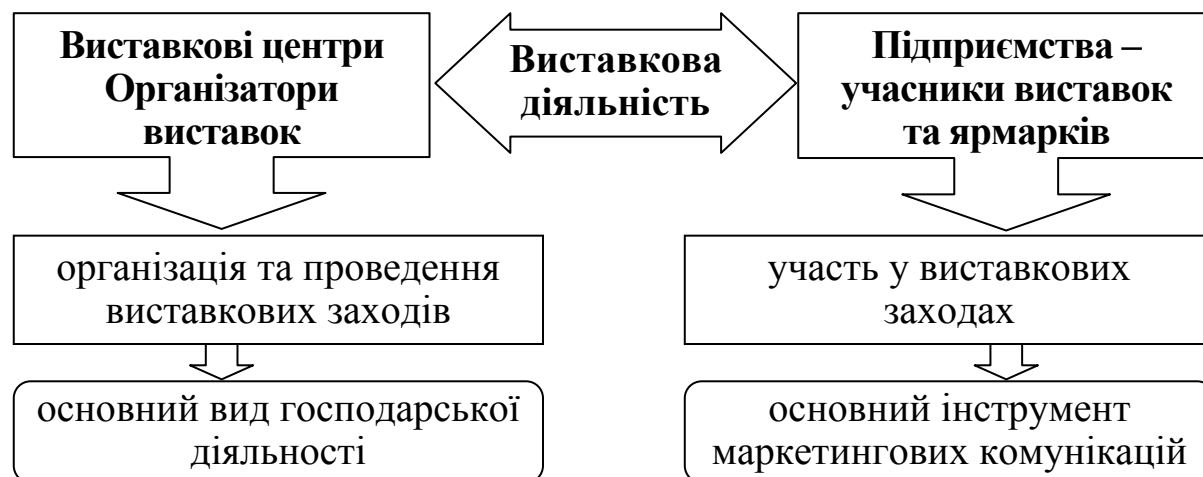 Виставкові центри
Організатори
виставок
Виставкова
діяльність
Підприємства –
учасники виставок
та ярмарків
організація та проведення
виставкових заходів
участь у виставкових
заходах
основний вид господарської
діяльності
основний інструмент
маркетингових комунікацій